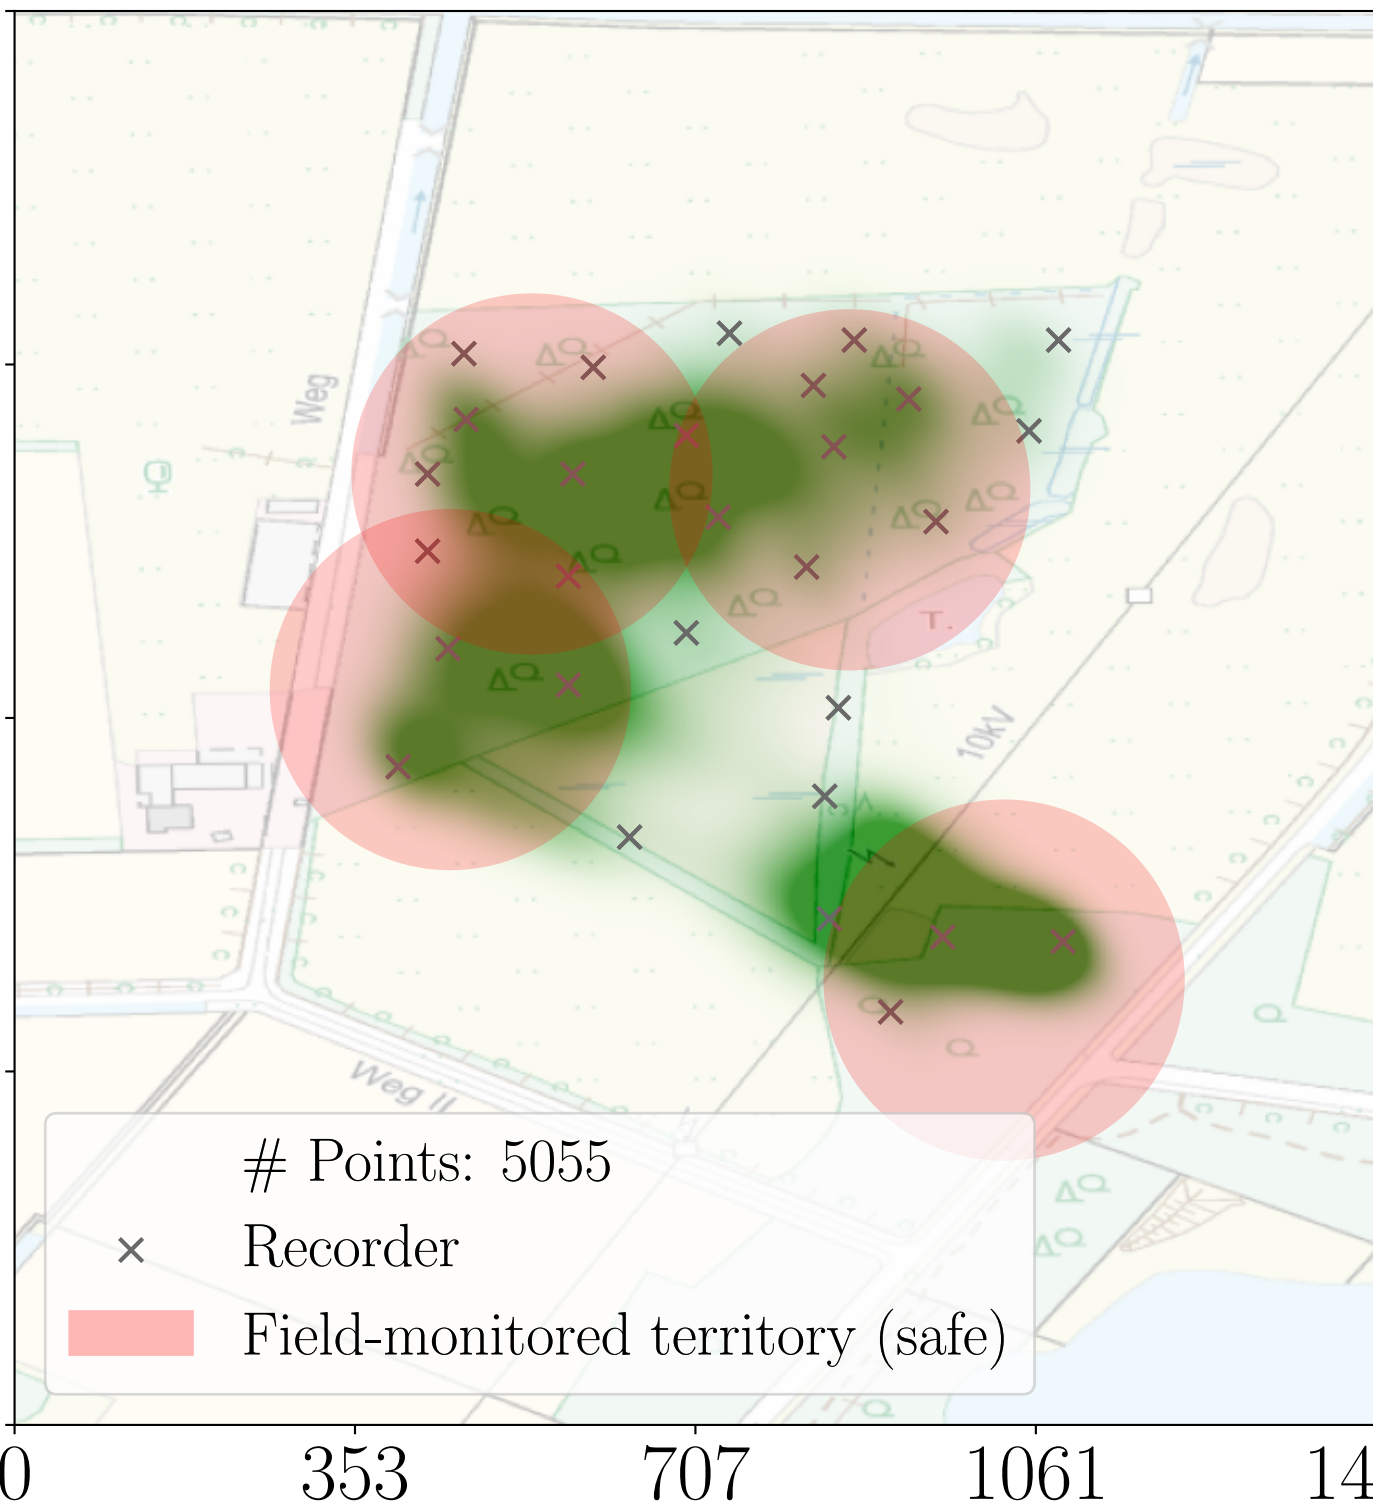 Weg
T.
10kV
Weg II
# Points: 5055
Recorder
Field-monitored territory (safe)
0
353
707
1061
14